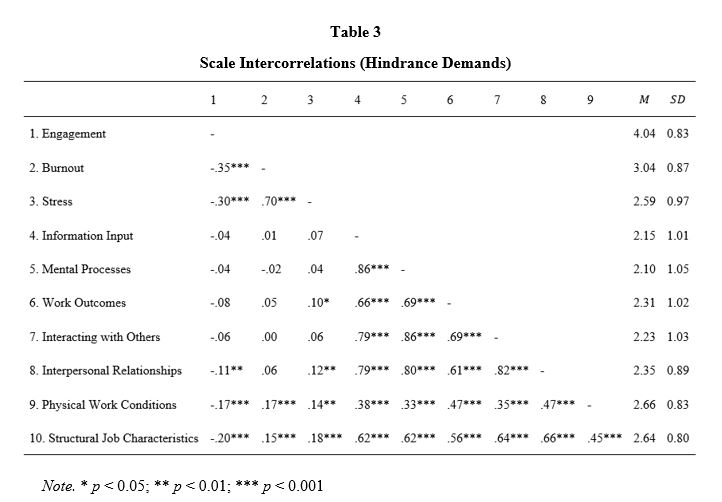 Table 3
Scale Intercorrelations (Hindrance Demands)
1 2 3 4 5 6 7 8 9 M SD
1. Engagement - 4.04 0.83
2. Burnout -.35*** - 3.04 0.87
3. Stress -.30*** .70*** - 2.59 0.97
4. Information Input -.04 .01 .07 - 2.15 1.01
5. Mental Processes -.04 -.02 .04 .86*** - 2.10 1.05
6. Work Outcomes -.08 .05 .10* .66*** .69*** - 2.31 1.02
7. Interacting with Others -.06 .00 .06 .79*** .86*** .69*** - 2.23 1.03
8. Interpersonal Relationships -.11** .06 .12** .79*** .80*** .61*** .82*** - 2.35 0.89
9. Physical Work Conditions -.17*** .17*** .14** .38*** .33*** .47*** .35*** .47*** - 2.66 0.83
10. Structural Job Characteristics -.20*** .15*** .18*** .62*** .62*** .56*** .64*** .66*** .45*** 2.64 0.80
Note. * p < 0.05; ** p < 0.01; *** p < 0.001